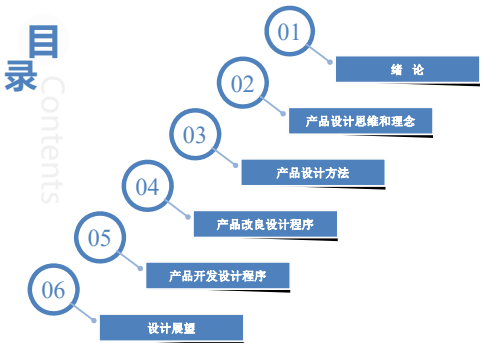 目
录
Contents
01
绪 论
02
产品设计思维和理念
03
产品设计方法
04
产品改良设计程序
05
产品开发设计程序
06
设计展望